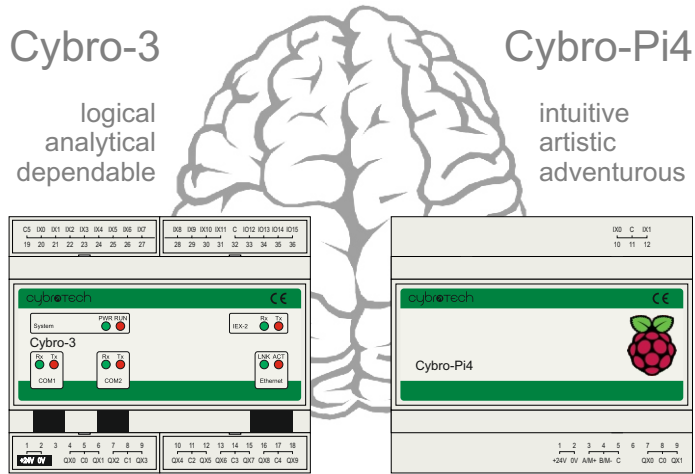 Cybro-3
Cybro-Pi4
logical
analytical
dependable
intuitive
artistic
adventurous
CS IX0 IX1 IX2 IX3 IX4 IX5 IX6 IX7
19 20 21 22 23 24 25 26 27
IX8 IX9 IX10 IX11 C IO12 IO13 IO14 IO15
28 29 30 31 32 33 34 35 36
cybrotech
CE
System
PWR RUN
IEX-2
Rx Tx
Cybro-3
Rx Tx
COM1
Rx Tx
COM2
LNK ACT
Ethernet
1 2 3 4 5 6 7 8 9
+24V 0V QX0 C0 QX1 QX2 C1 QX3
10 11 12 13 14 15 16 17 18
QX4 C2 QX5 QX6 C3 QX7 QX8 C4 QX9
IX0 C IX1
10 11 12
cybrotech
CE
Cybro-Pi4
1 2 3 4 5 6 7 8 9
+24V 0V A/M+ B/M- C QX0 C0 QX1